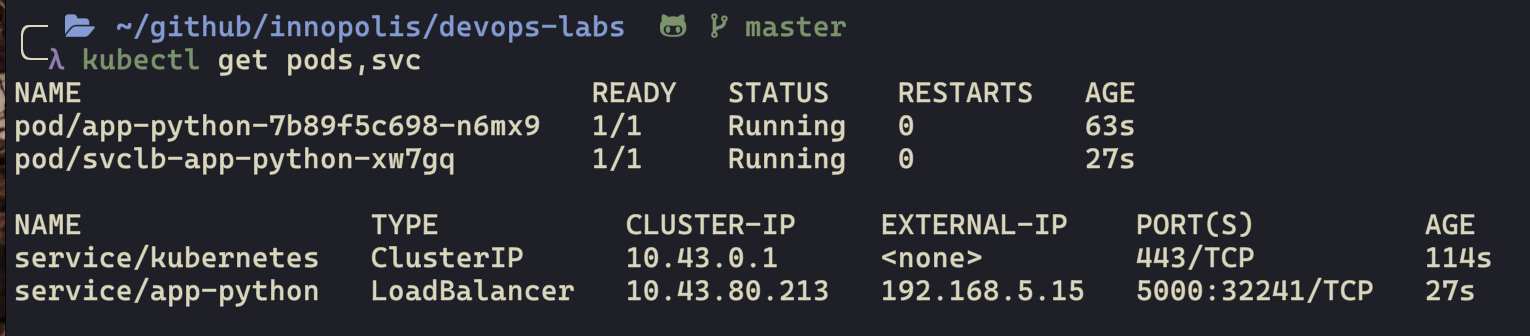 ~/github/innopolis/devops-labs master
λ kubectl get pods,svc
NAME READY STATUS RESTARTS AGE
pod/app-python-7b89f5c698-n6mx9 1/1 Running 0 63s
pod/svclb-app-python-xw7gq 1/1 Running 0 27s
NAME TYPE CLUSTER-IP EXTERNAL-IP PORT(S) AGE
service/kubernetes ClusterIP 10.43.0.1 <none> 443/TCP 114s
service/app-python LoadBalancer 10.43.80.213 192.168.5.15 5000:32241/TCP 27s